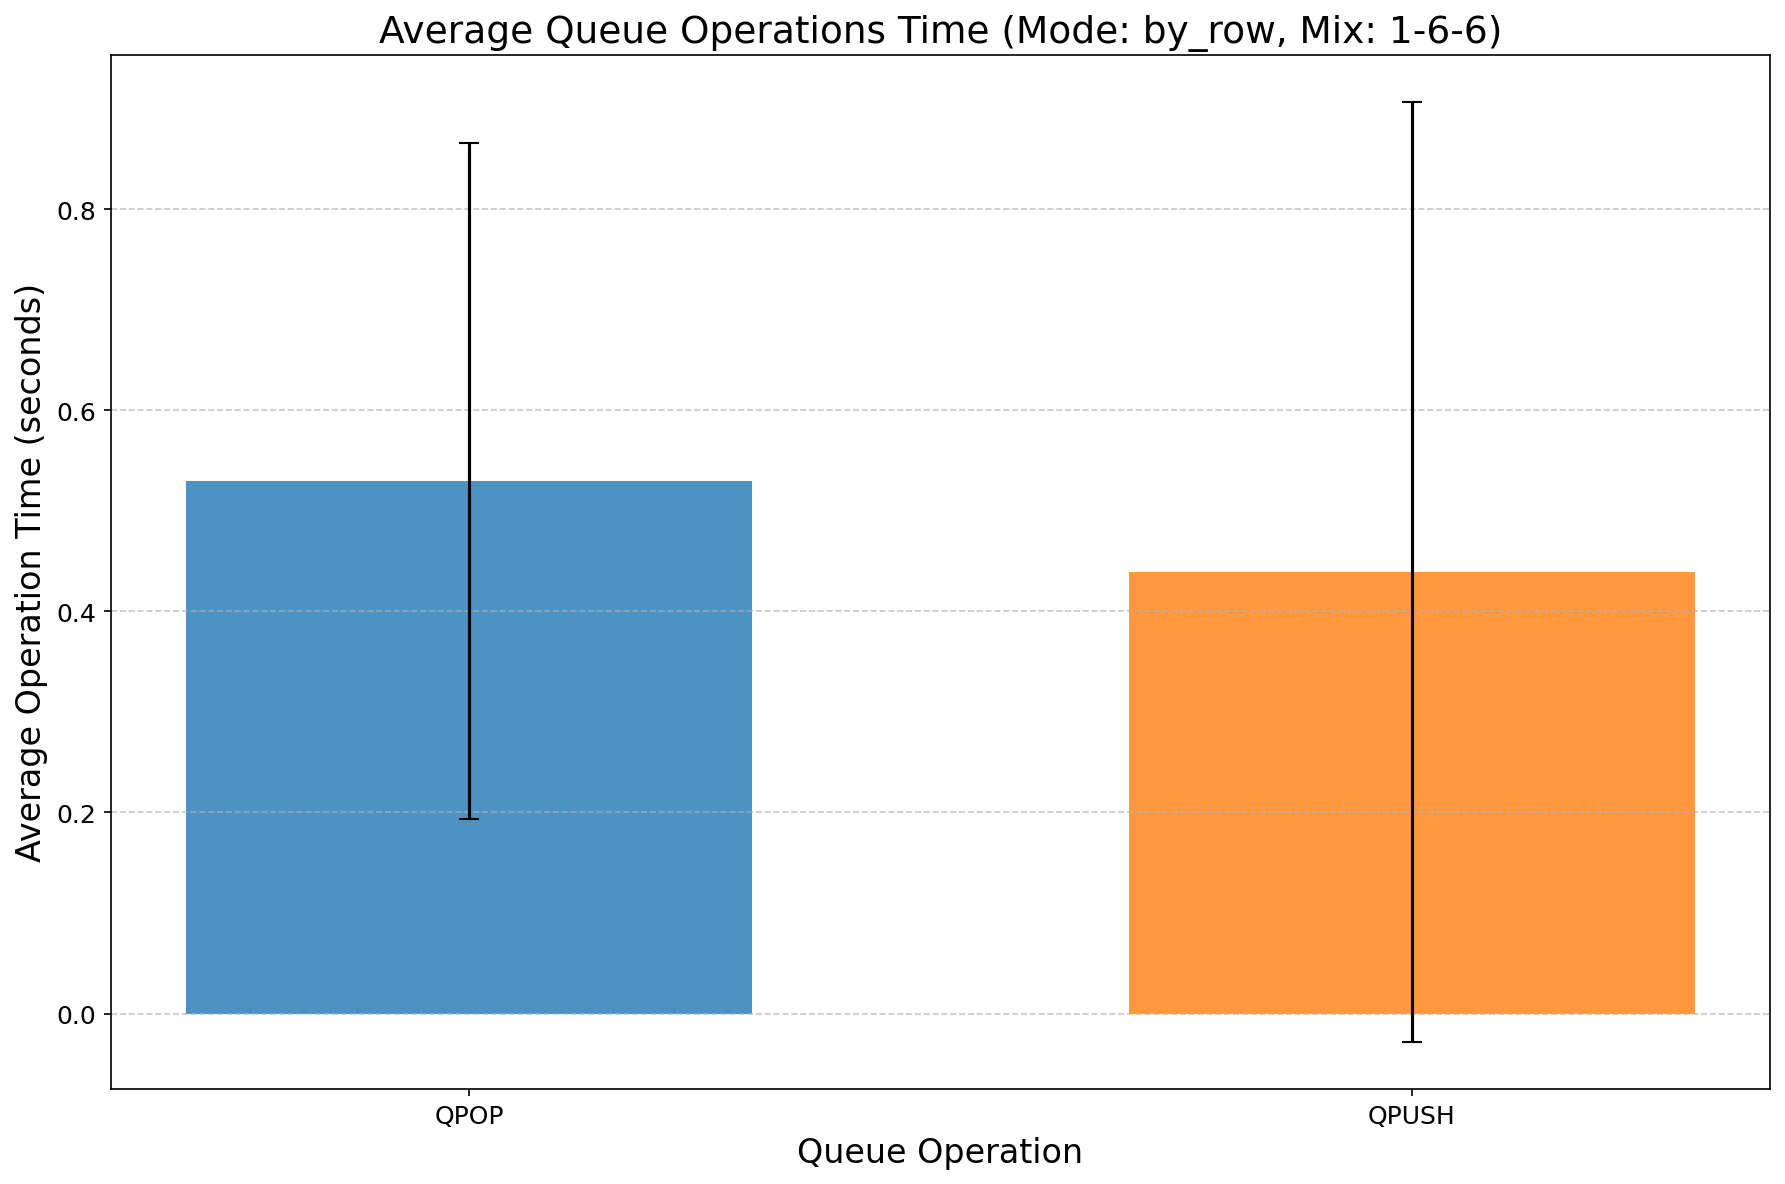 Average Queue Operations Time (Mode: by_row, Mix: 1-6-6)
Average Operation Time (seconds)
0.8
0.6
0.4
0.2
0.0
QPOP
QPUSH
Queue Operation